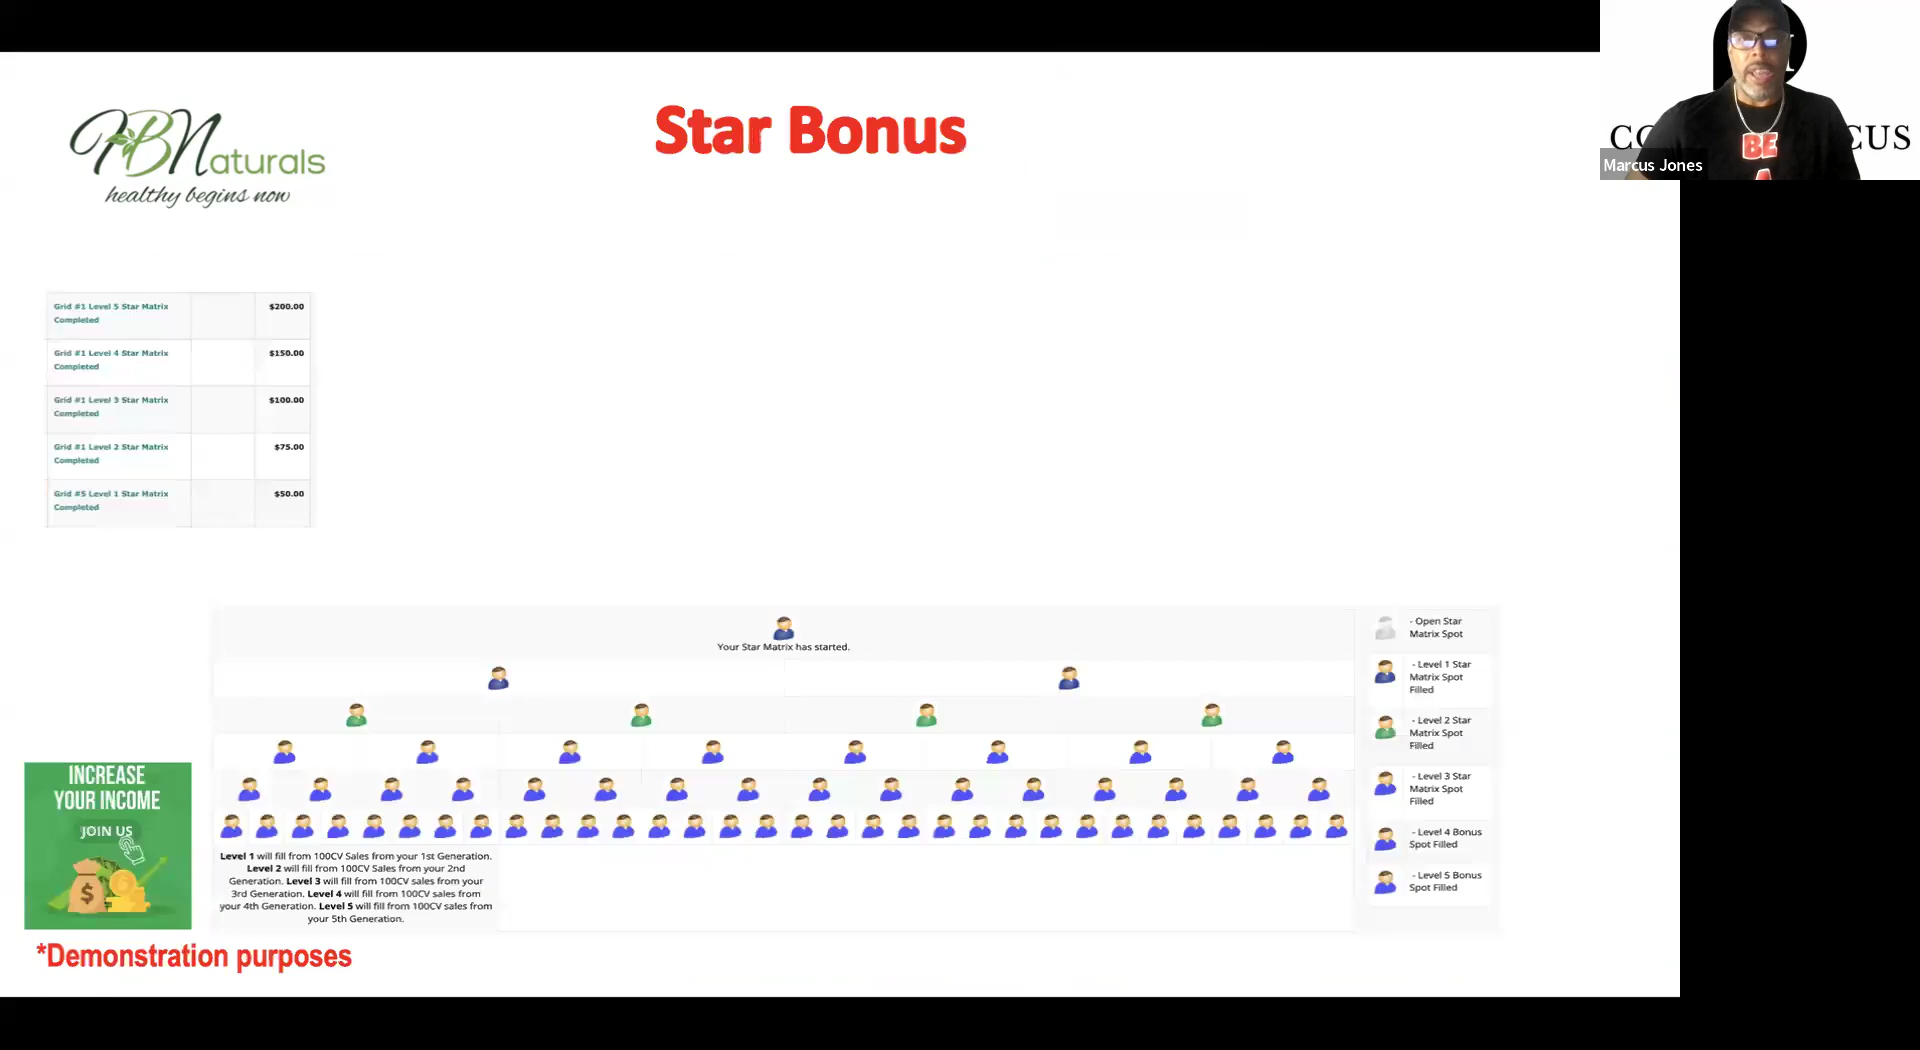 HBNaturals
healthy begins now
Star Bonus
CO
CUS
BE
A
Marcus Jones
Grid #1 Level 5 Star Matrix
Completed
$200.00
Grid #1 Level 4 Star Matrix
Completed
$150.00
Grid #1 Level 3 Star Matrix
Completed
$100.00
Grid #1 Level 2 Star Matrix
Completed
$75.00
Grid #5 Level 1 Star Matrix
Completed
$50.00
Your Star Matrix has started.
- Open Star
Matrix Spot
- Level 1 Star
Matrix Spot
Filled
- Level 2 Star
Matrix Spot
Filled
- Level 3 Star
Matrix Spot
Filled
- Level 4 Bonus
Spot Filled
- Level 5 Bonus
Spot Filled
Level 1 will fill from 100CV Sales from your 1st Generation.
Level 2 will fill from 100CV Sales from your 2nd
Generation. Level 3 will fill from 100CV sales from your
3rd Generation. Level 4 will fill from 100CV sales from
your 4th Generation. Level 5 will fill from 100CV sales from
your 5th Generation.
INCREASE
YOUR INCOME
JOIN US
$
*Demonstration purposes